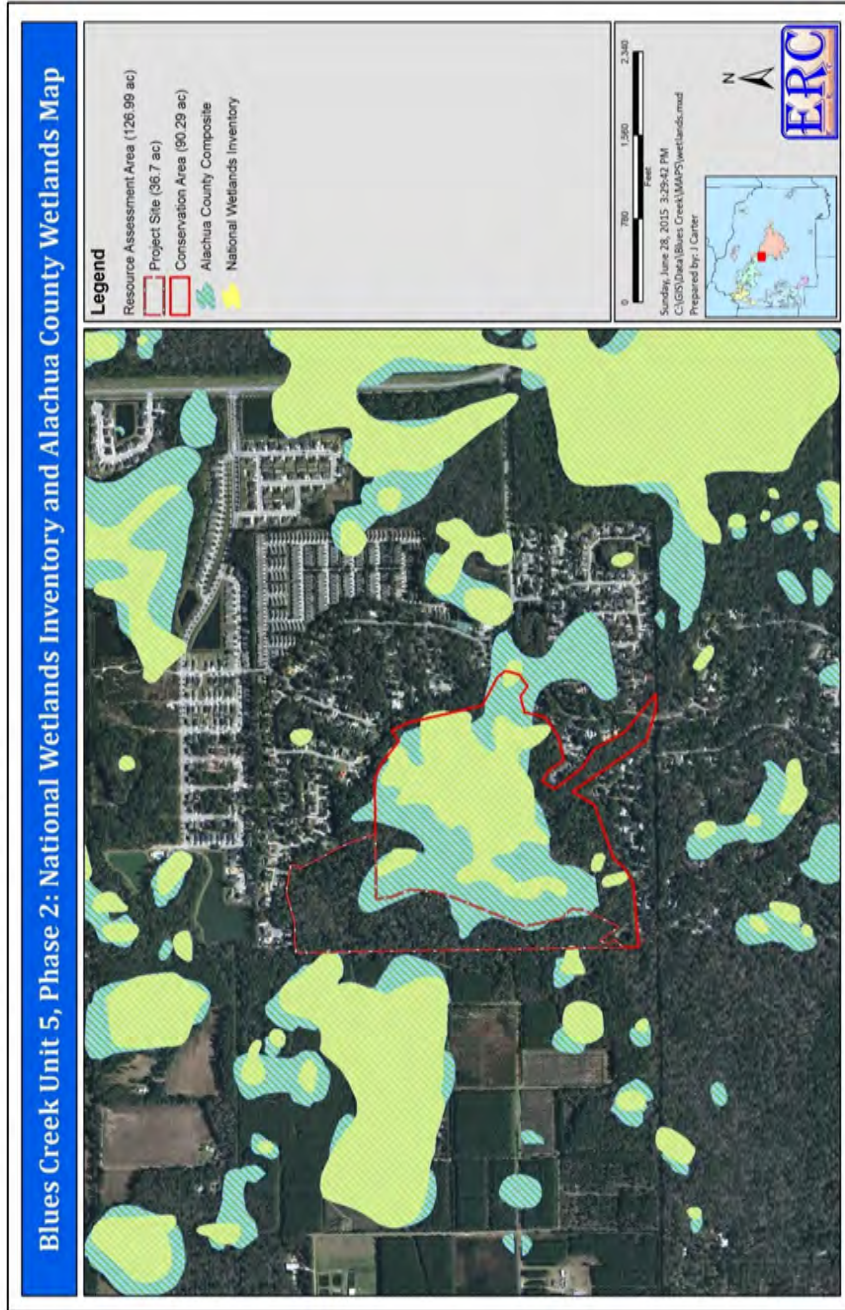 Blues Creek Unit 5, Phase 2: National Wetlands Inventory and Alachua County Wetlands Map
Legend
Resource Assessment Area (126.99 ac)
Project Site (36.7 ac)
Conservation Area (90.29 ac)
Alachua County Composite
National Wetlands Inventory
0 780 1,560 2,340
Feet
Sunday, June 28, 2015 3:29:42 PM
C:\GIS\Data\Blues Creek\MAPS\wetlands.mxd
Prepared by: J Carter
N
ERC